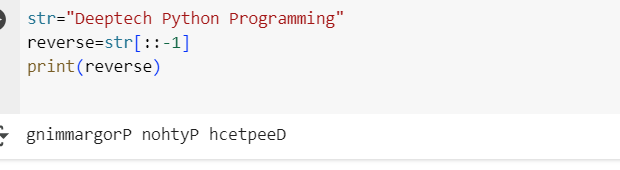 str="Deeptech Python Programming"
reverse=str[::-1]
print(reverse)
gnimmargorP nohtyP hcetpeeD